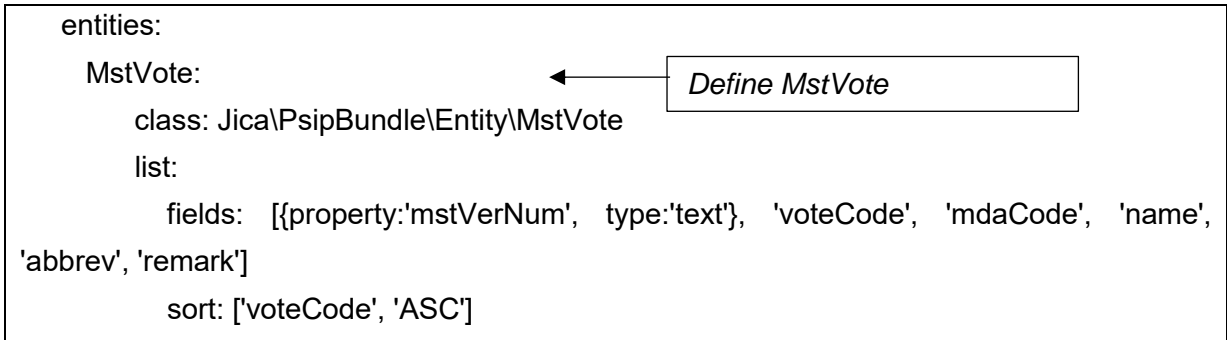 entities:
MstVote:
Define MstVote
class: Jica\PsipBundle\Entity\MstVote
list:
fields: [{property:'mstVerNum', type:'text'}, 'voteCode', 'mdaCode', 'name',
'abbrev', 'remark']
sort: ['voteCode', 'ASC']